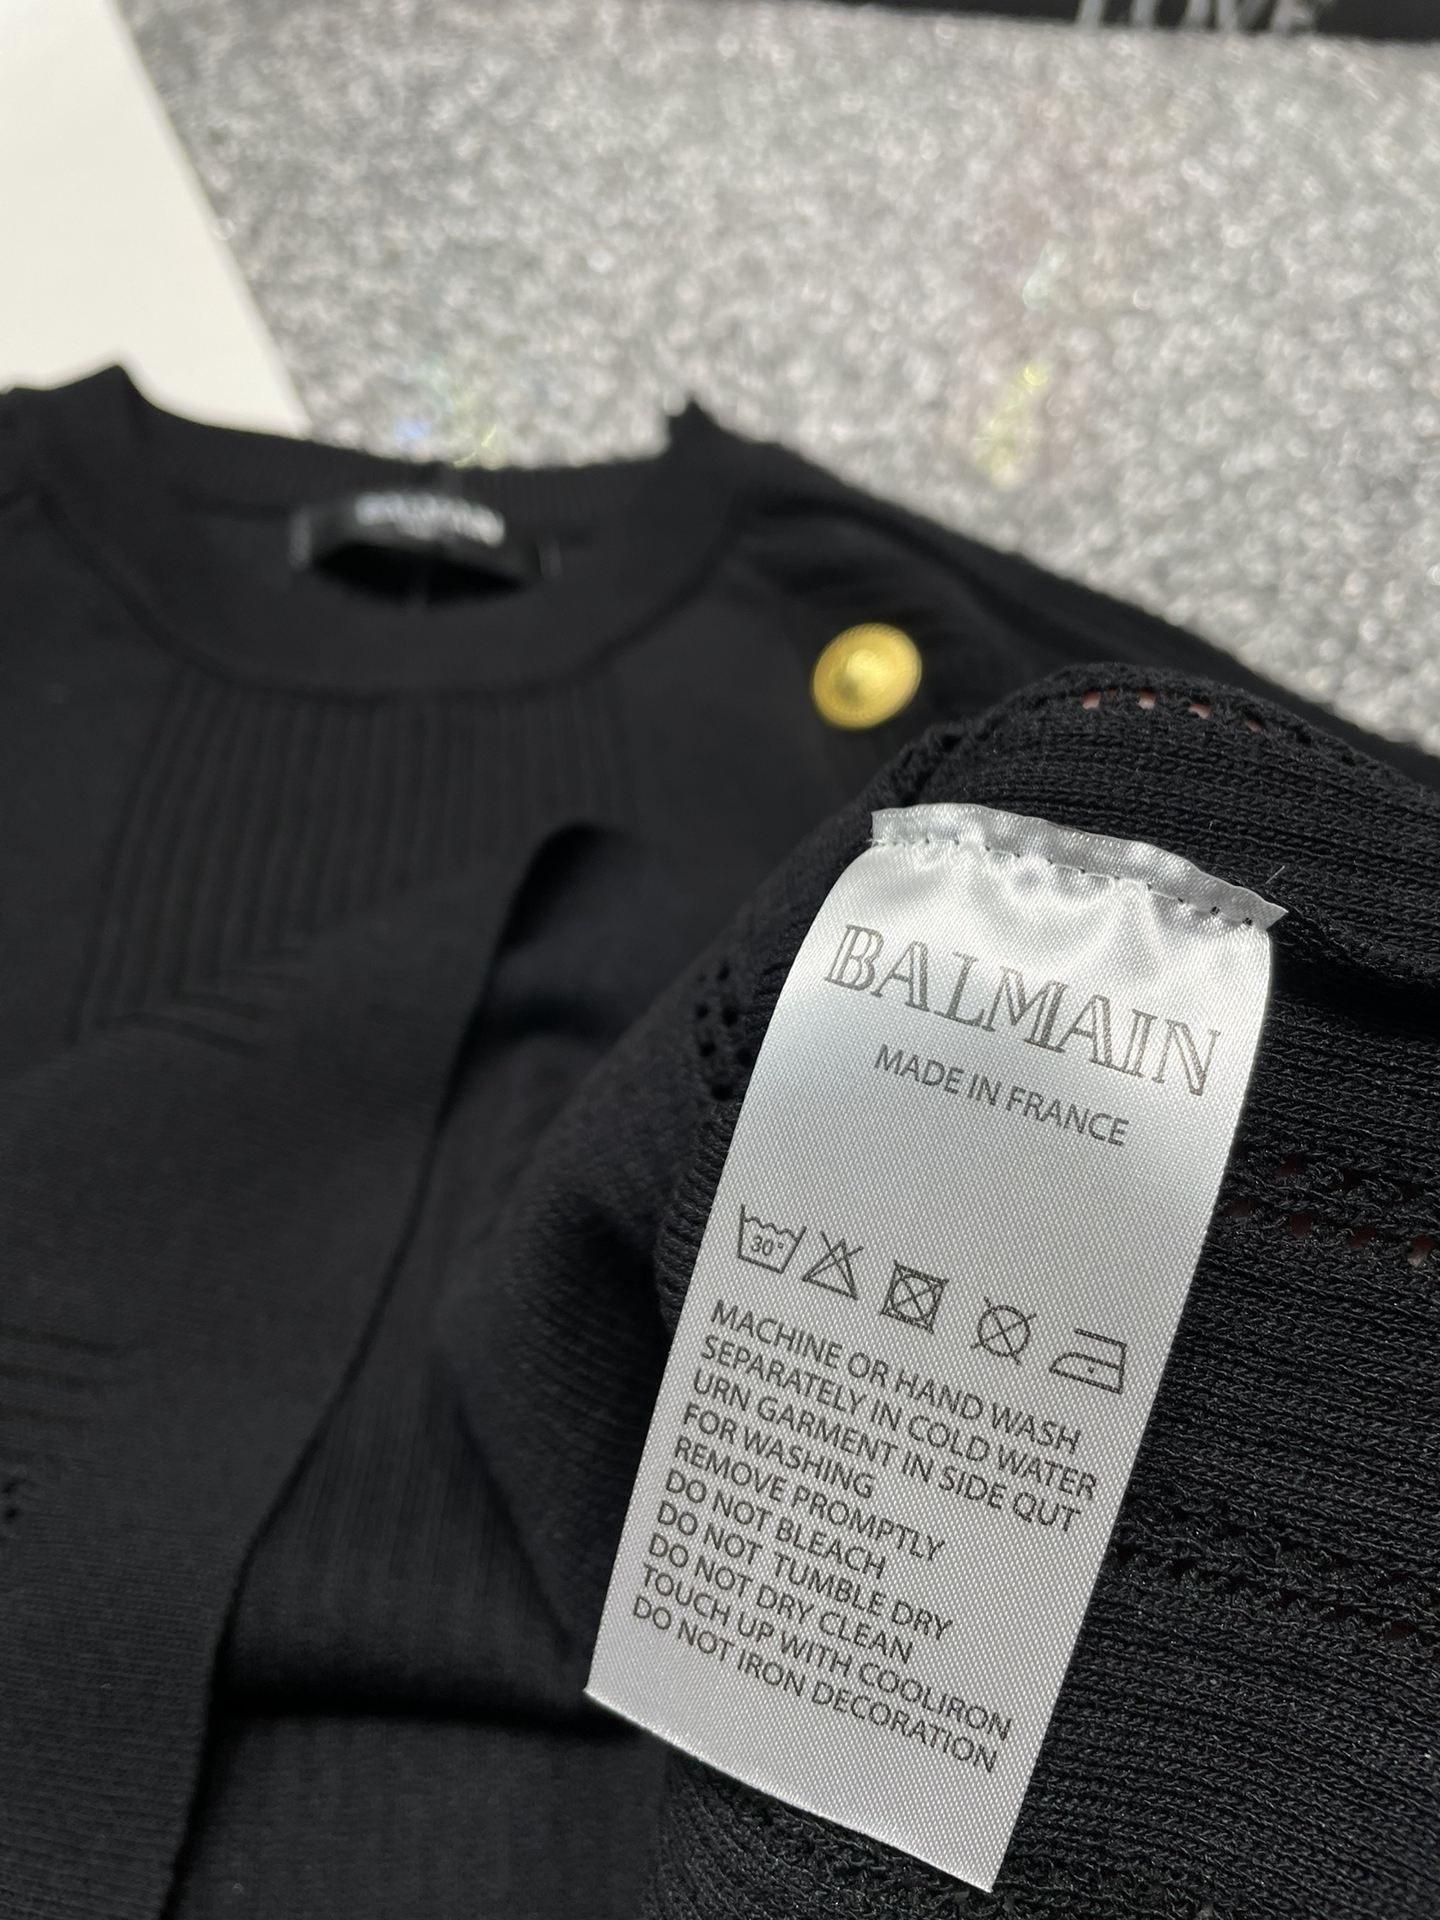 LOVE
BALMAIN
BALMAIN
MADE IN FRANCE
30°
MACHINE OR HAND WASH
SEPARATELY IN COLD WATER
URN GARMENT IN SIDE QUT
FOR WASHING
REMOVE PROMPTLY
DO NOT BLEACH
DO NOT TUMBLE DRY
DO NOT DRY CLEAN
TOUCH UP WITH COOLIRON
DO NOT IRON DECORATION